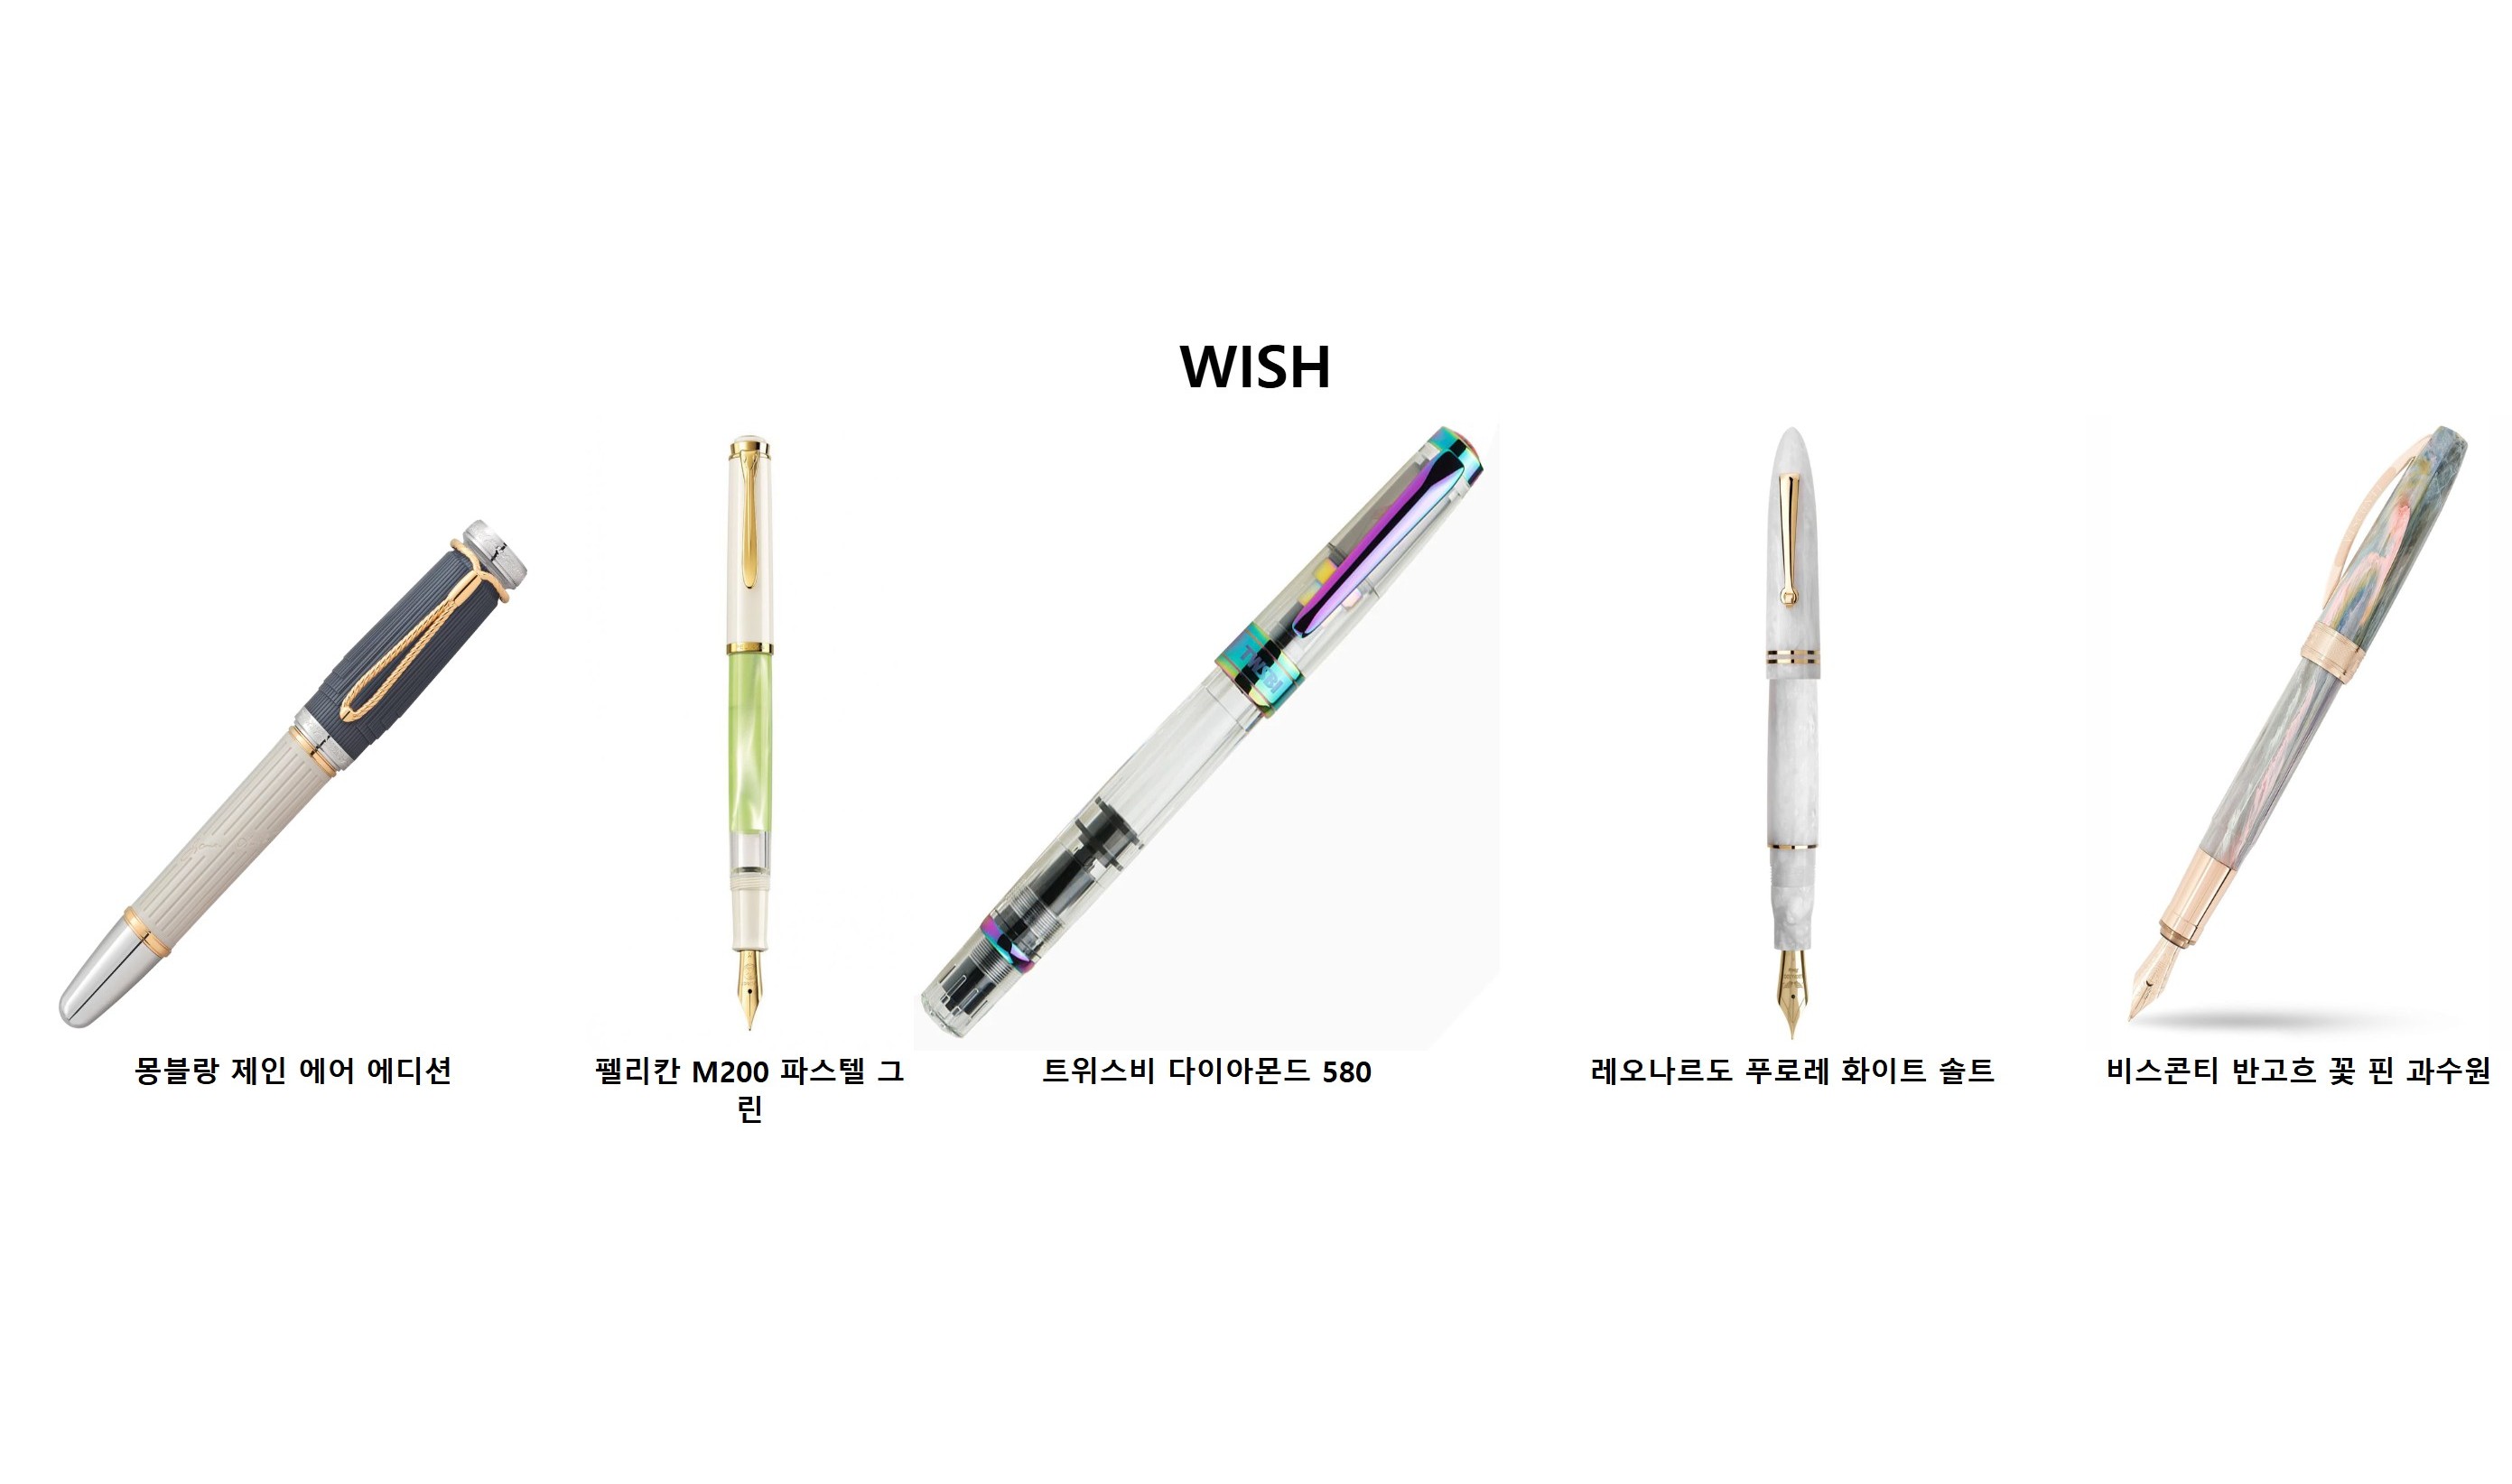 WISH
TWSBI
몽블랑 제인 에어 에디션
펠리칸 M200 파스텔 그
린
트위스비 다이아몬드 580
레오나르도 푸로레 화이트 솔트
비스콘티 반고흐 꽃 핀 과수원